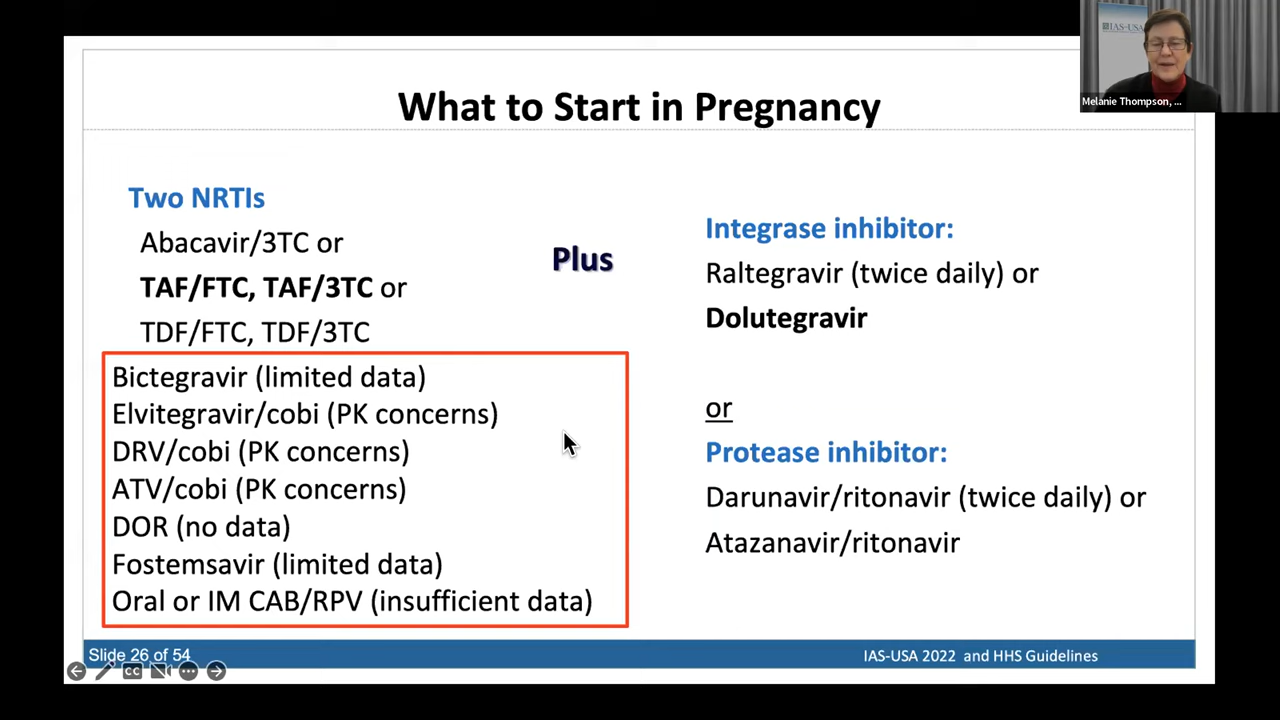 IAS-USA
Melanie Thompson, ...
What to Start in Pregnancy
Two NRTIs
Abacavir/3TC or
TAF/FTC, TAF/3TC or
TDF/FTC, TDF/3TC
Plus
Integrase inhibitor:
Raltegravir (twice daily) or
Dolutegravir
or
Protease inhibitor:
Darunavir/ritonavir (twice daily) or
Atazanavir/ritonavir
Bictegravir (limited data)
Elvitegravir/cobi (PK concerns)
DRV/cobi (PK concerns)
ATV/cobi (PK concerns)
DOR (no data)
Fostemsavir (limited data)
Oral or IM CAB/RPV (insufficient data)
Slide 26 of 54
IAS-USA 2022 and HHS Guidelines
CC